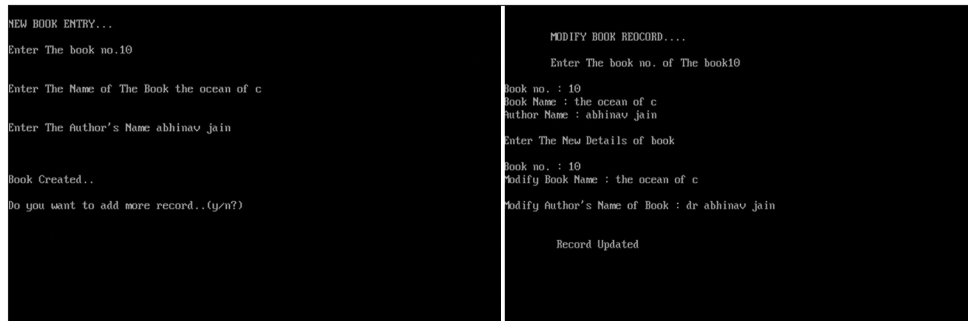 NEW BOOK ENTRY...
Enter The book no.10
Enter The Name of The Book the ocean of c
Enter The Author's Name abhinav jain
Book Created..
Do you want to add more record..(y/n?)
MODIFY BOOK REOCORD....
Enter The book no. of The book10
Book no. : 10
Book Name : the ocean of c
Author Name : abhinav jain
Enter The New Details of book
Book no. : 10
Modify Book Name : the ocean of c
Modify Author's Name of Book : dr abhinav jain
Record Updated